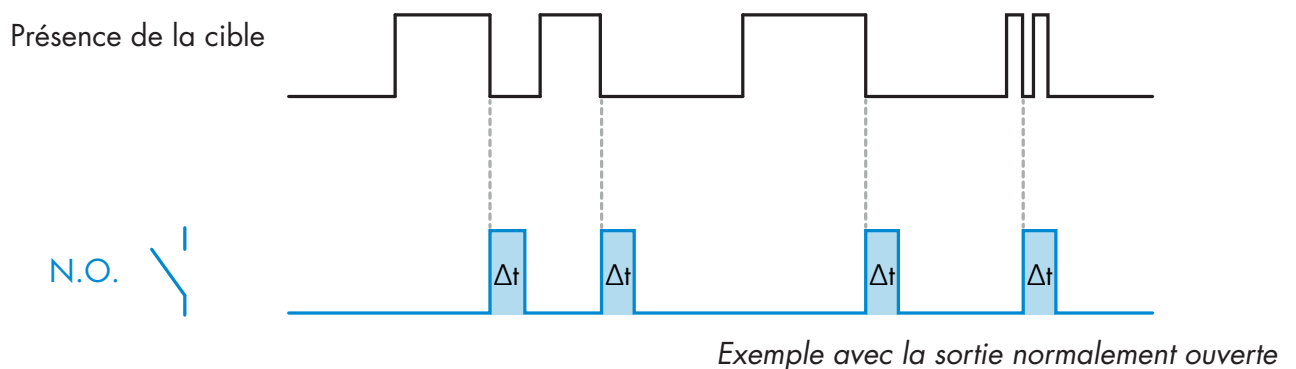 Présence de la cible
N.O.
Δt Δt Δt Δt
Exemple avec la sortie normalement ouverte